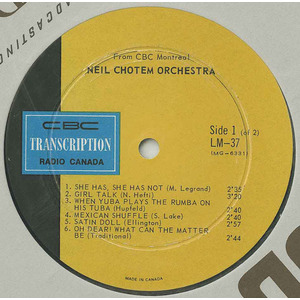 From CBC Montreal
NEIL CHOTEM ORCHESTRA
CBC
TRANSCRIPTION
RADIO CANADA
Side 1 (of 2)
LM-37
1. SHE HAS, SHE HAS NOT (M. Legrand) 2'35
2. GIRL TALK (N. Hefti) 3'20
3. WHEN YUBA PLAYS THE RUMBA ON
HIS TUBA (Hupfeld) 2'40
4. MEXICAN SHUFFLE (S. Lake) 2'40
5. SATIN DOLL (Ellington) 2'55
6. OH DEAR! WHAT CAN THE MATTER
BE (Traditional) 2'44
MADE IN CANADA